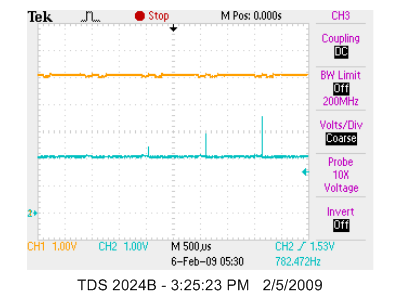 Tek Stop M Pos: 0.000s CH3
Coupling
DC
BW Limit
Off
200MHz
Volts/Div
Coarse
Probe
10X
Voltage
Invert
Off
2
CH1 1.00V CH2 1.00V M 500µs CH2 1.53V
6-Feb-09 05:30 782.472Hz
TDS 2024B - 3:25:23 PM 2/5/2009